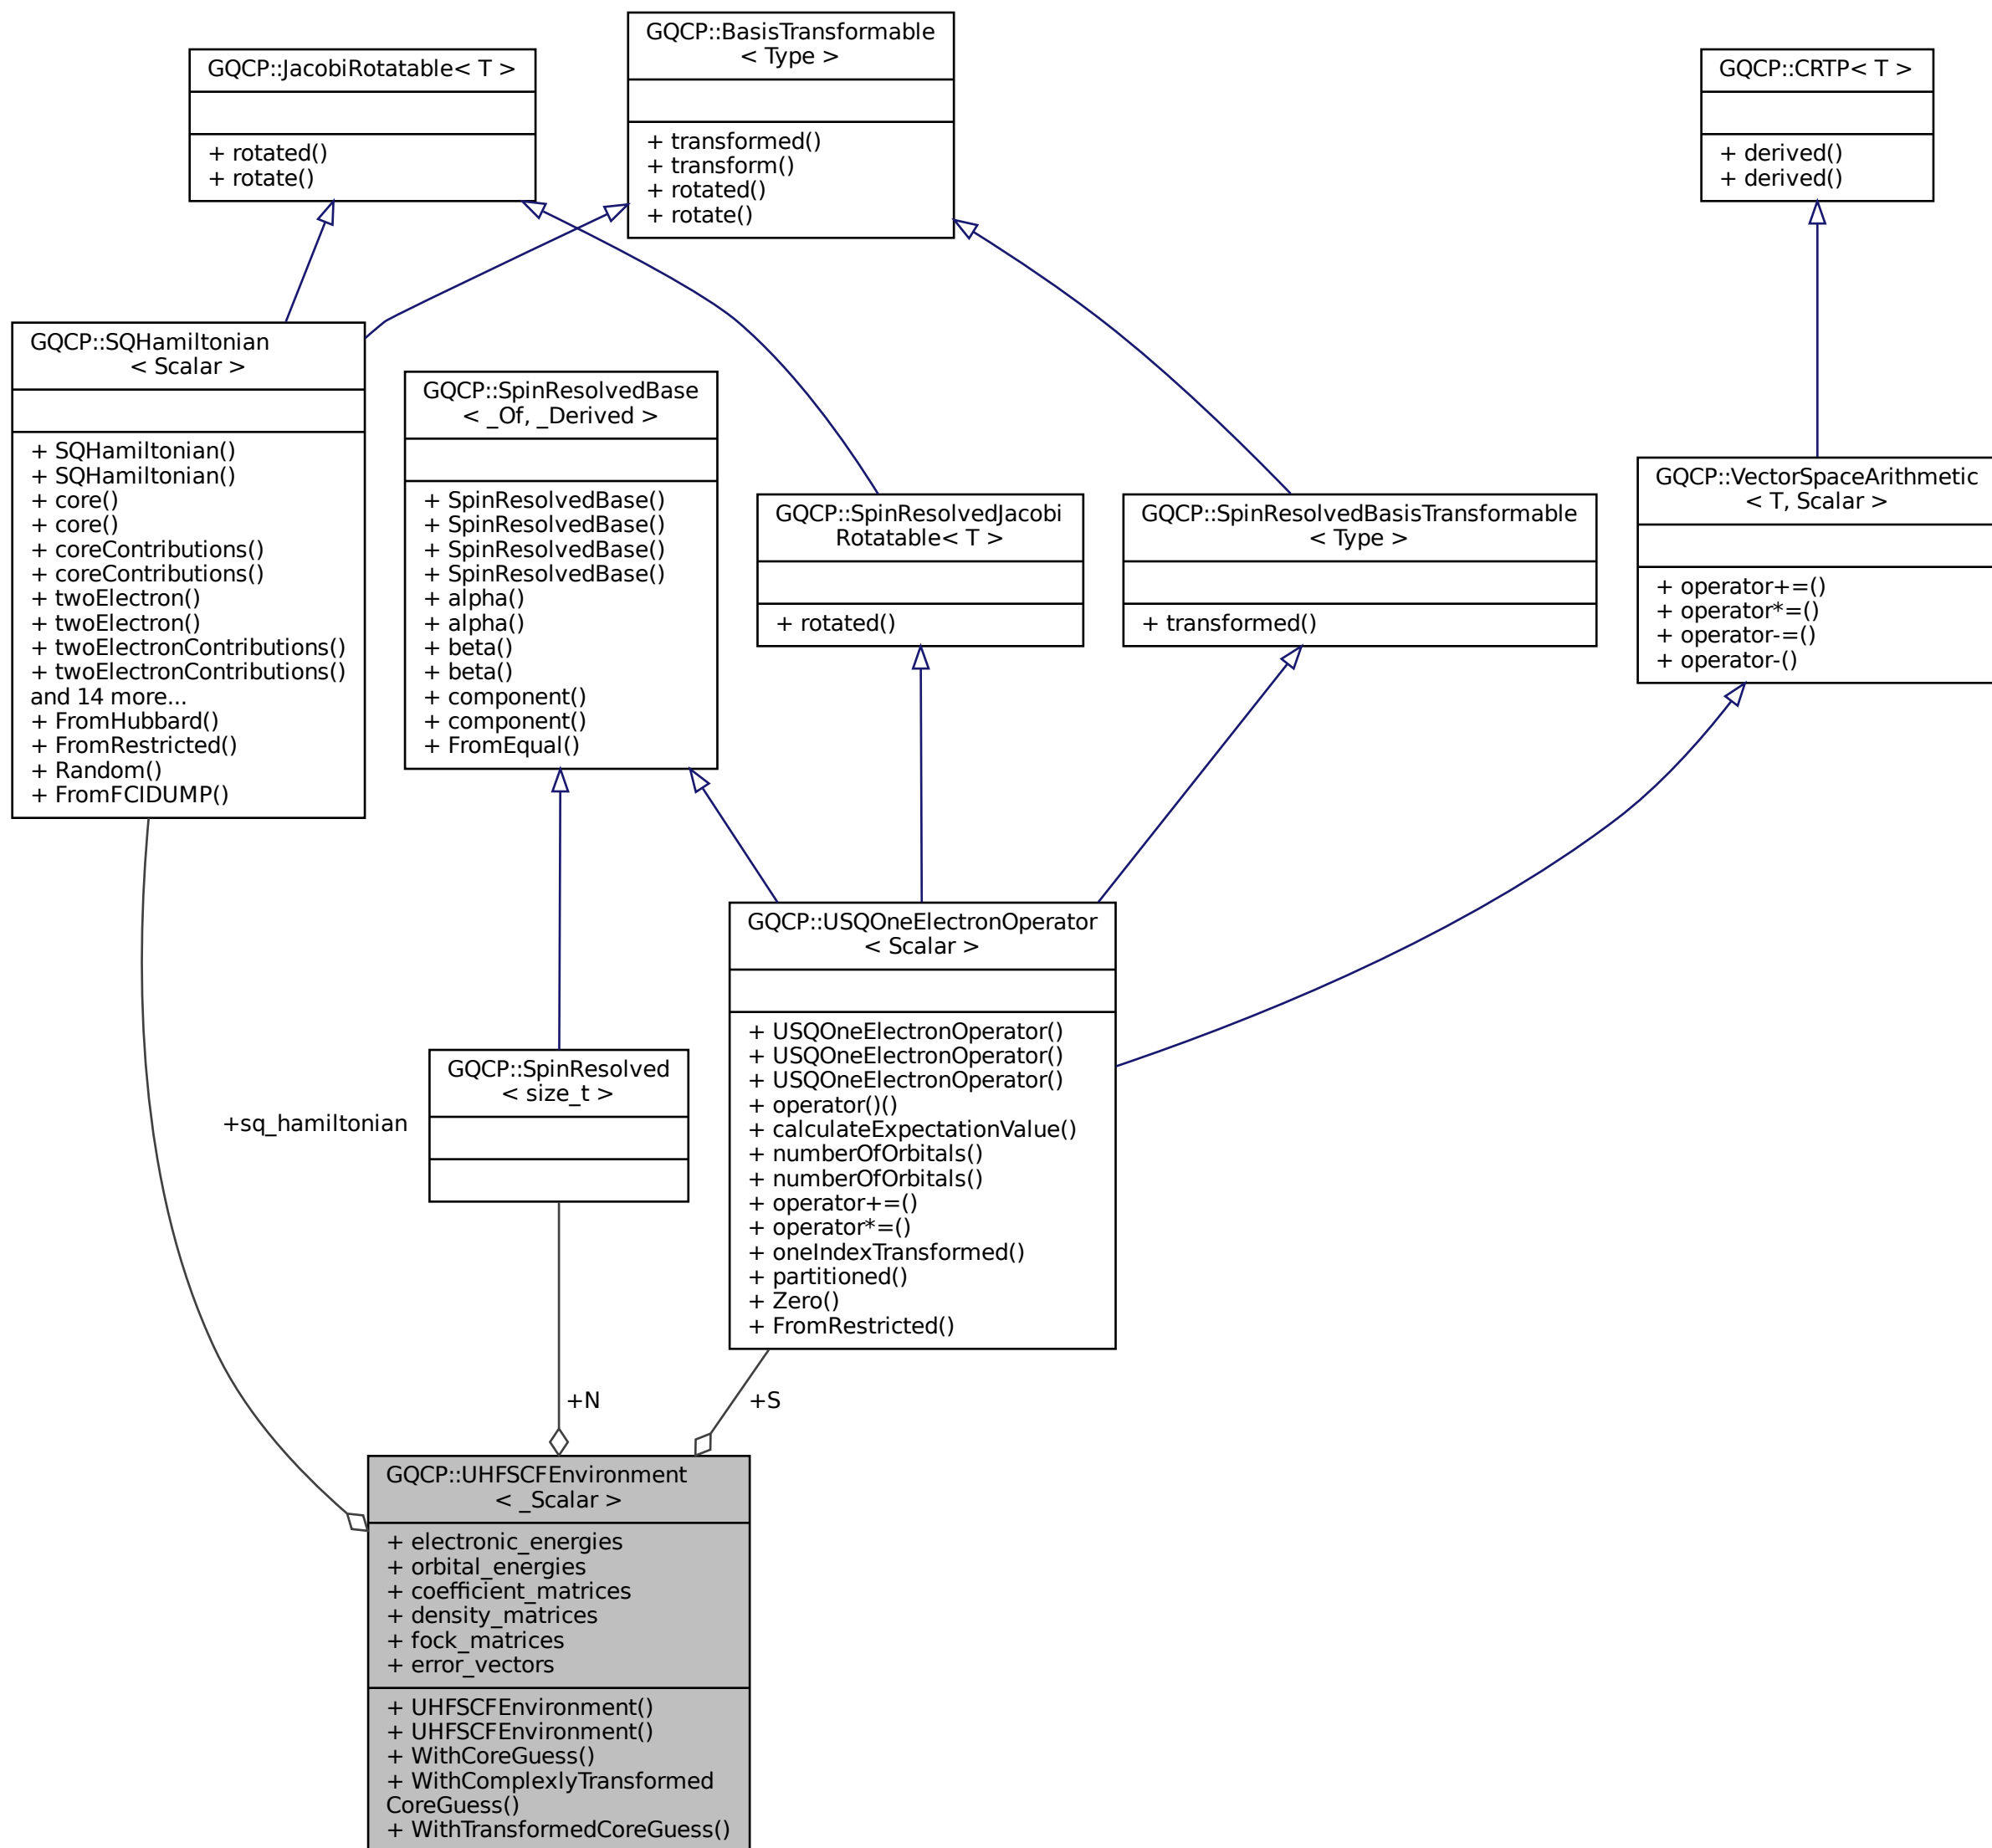 GQCP::JacobiRotatable< T >
+ rotated()
+ rotate()
GQCP::BasisTransformable
< Type >
+ transformed()
+ transform()
+ rotated()
+ rotate()
GQCP::CRTP< T >
+ derived()
+ derived()
GQCP::SQHamiltonian
< Scalar >
+ SQHamiltonian()
+ SQHamiltonian()
+ core()
+ core()
+ coreContributions()
+ coreContributions()
+ twoElectron()
+ twoElectron()
+ twoElectronContributions()
+ twoElectronContributions()
and 14 more...
+ FromHubbard()
+ FromRestricted()
+ Random()
+ FromFCIDUMP()
GQCP::SpinResolvedBase
< _Of, _Derived >
+ SpinResolvedBase()
+ SpinResolvedBase()
+ SpinResolvedBase()
+ SpinResolvedBase()
+ alpha()
+ alpha()
+ beta()
+ beta()
+ component()
+ component()
+ FromEqual()
GQCP::SpinResolvedJacobi
Rotatable< T >
+ rotated()
GQCP::SpinResolvedBasisTransformable
< Type >
+ transformed()
GQCP::VectorSpaceArithmetic
< T, Scalar >
+ operator+=()
+ operator*=()
+ operator-=()
+ operator-()
GQCP::SpinResolved
< size_t >
GQCP::USQOneElectronOperator
< Scalar >
+ USQOneElectronOperator()
+ USQOneElectronOperator()
+ USQOneElectronOperator()
+ operator()()
+ calculateExpectationValue()
+ numberOfOrbitals()
+ numberOfOrbitals()
+ operator+=()
+ operator*=()
+ oneIndexTransformed()
+ partitioned()
+ Zero()
+ FromRestricted()
+sq_hamiltonian
+N
+S
GQCP::UHFSCFEnvironment
< _Scalar >
+ electronic_energies
+ orbital_energies
+ coefficient_matrices
+ density_matrices
+ fock_matrices
+ error_vectors
+ UHFSCFEnvironment()
+ UHFSCFEnvironment()
+ WithCoreGuess()
+ WithComplexlyTransformed
CoreGuess()
+ WithTransformedCoreGuess()